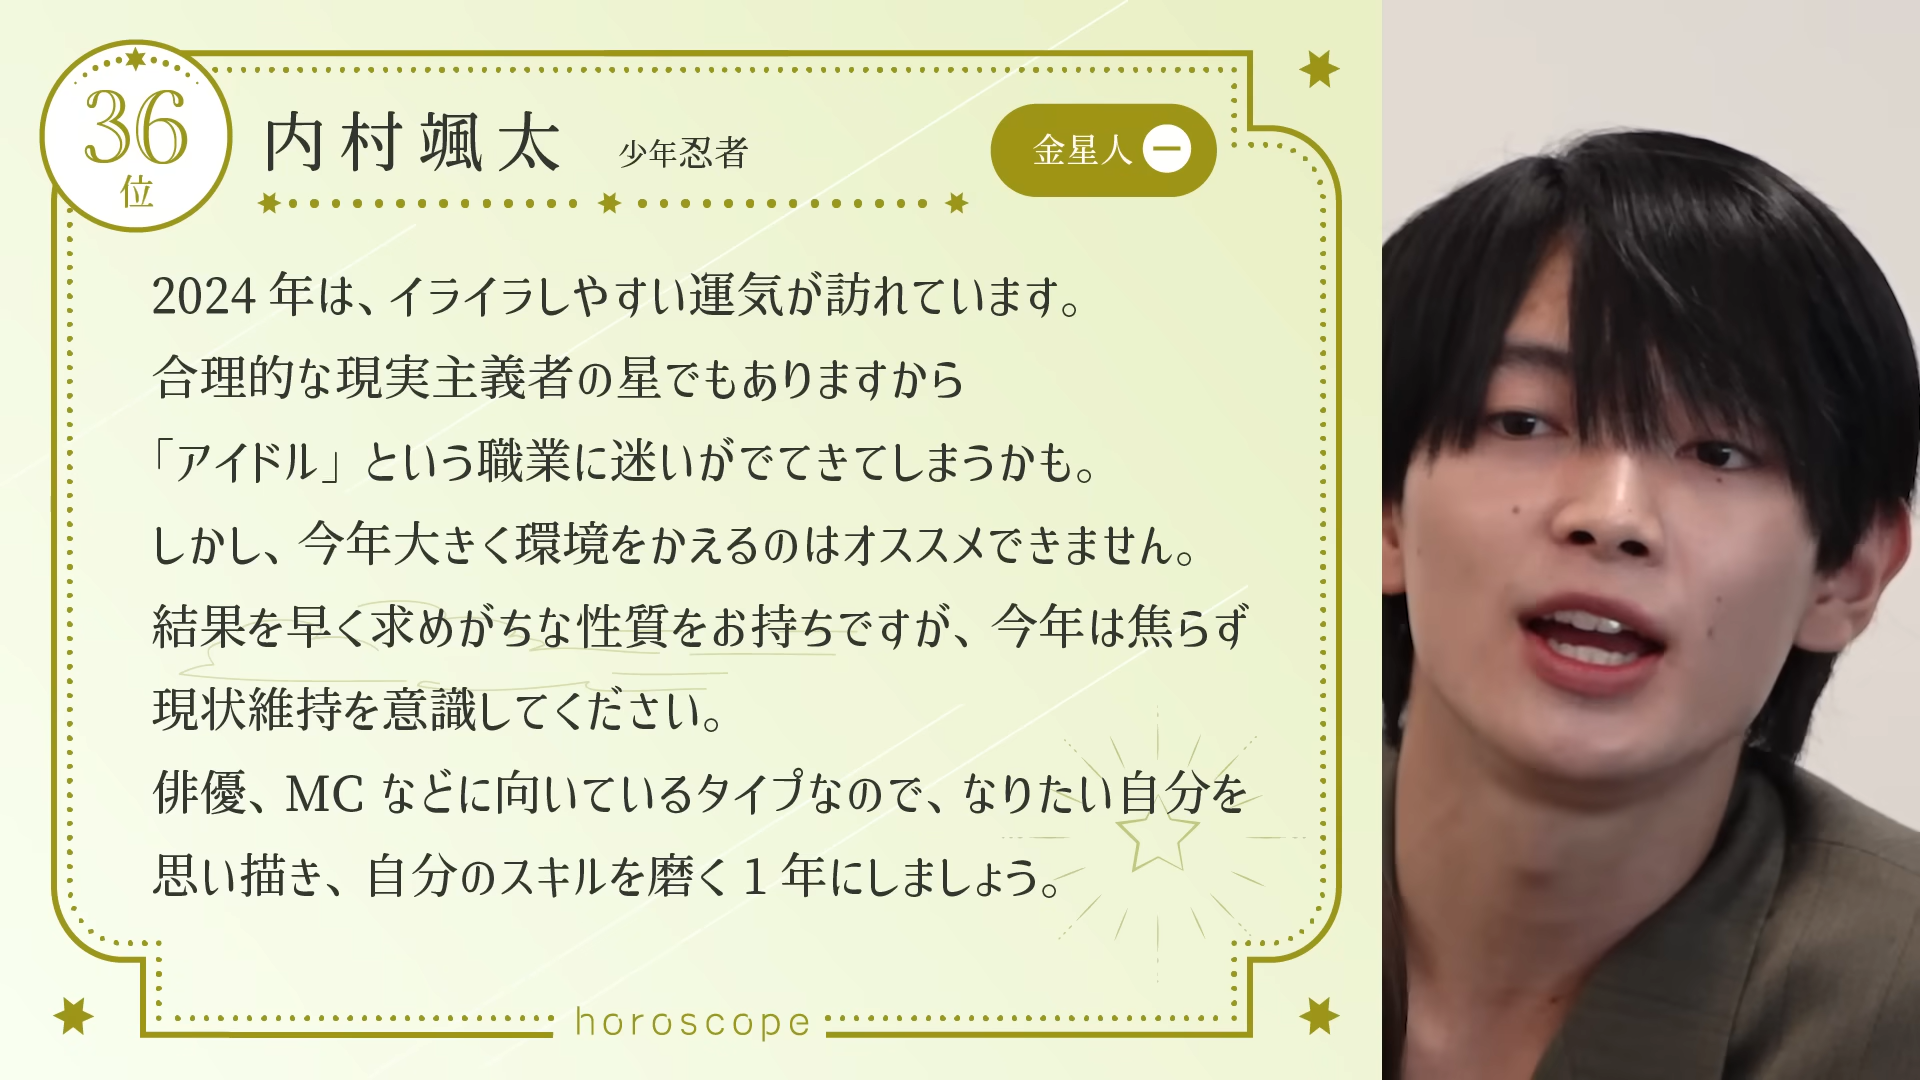 36
位
内村颯太 少年忍者
金星人ー
2024年は、イライラしやすい運気が訪れています。
合理的な現実主義者の星でもありますから
「アイドル」という職業に迷いがでてきてしまうかも。
しかし、今年大きく環境をかえるのはオススメできません。
結果を早く求めがちな性質をお持ちですが、今年は焦らず
現状維持を意識してください。
俳優、MCなどに向いているタイプなので、なりたい自分を
思い描き、自分のスキルを磨く1年にしましょう。
horoscope